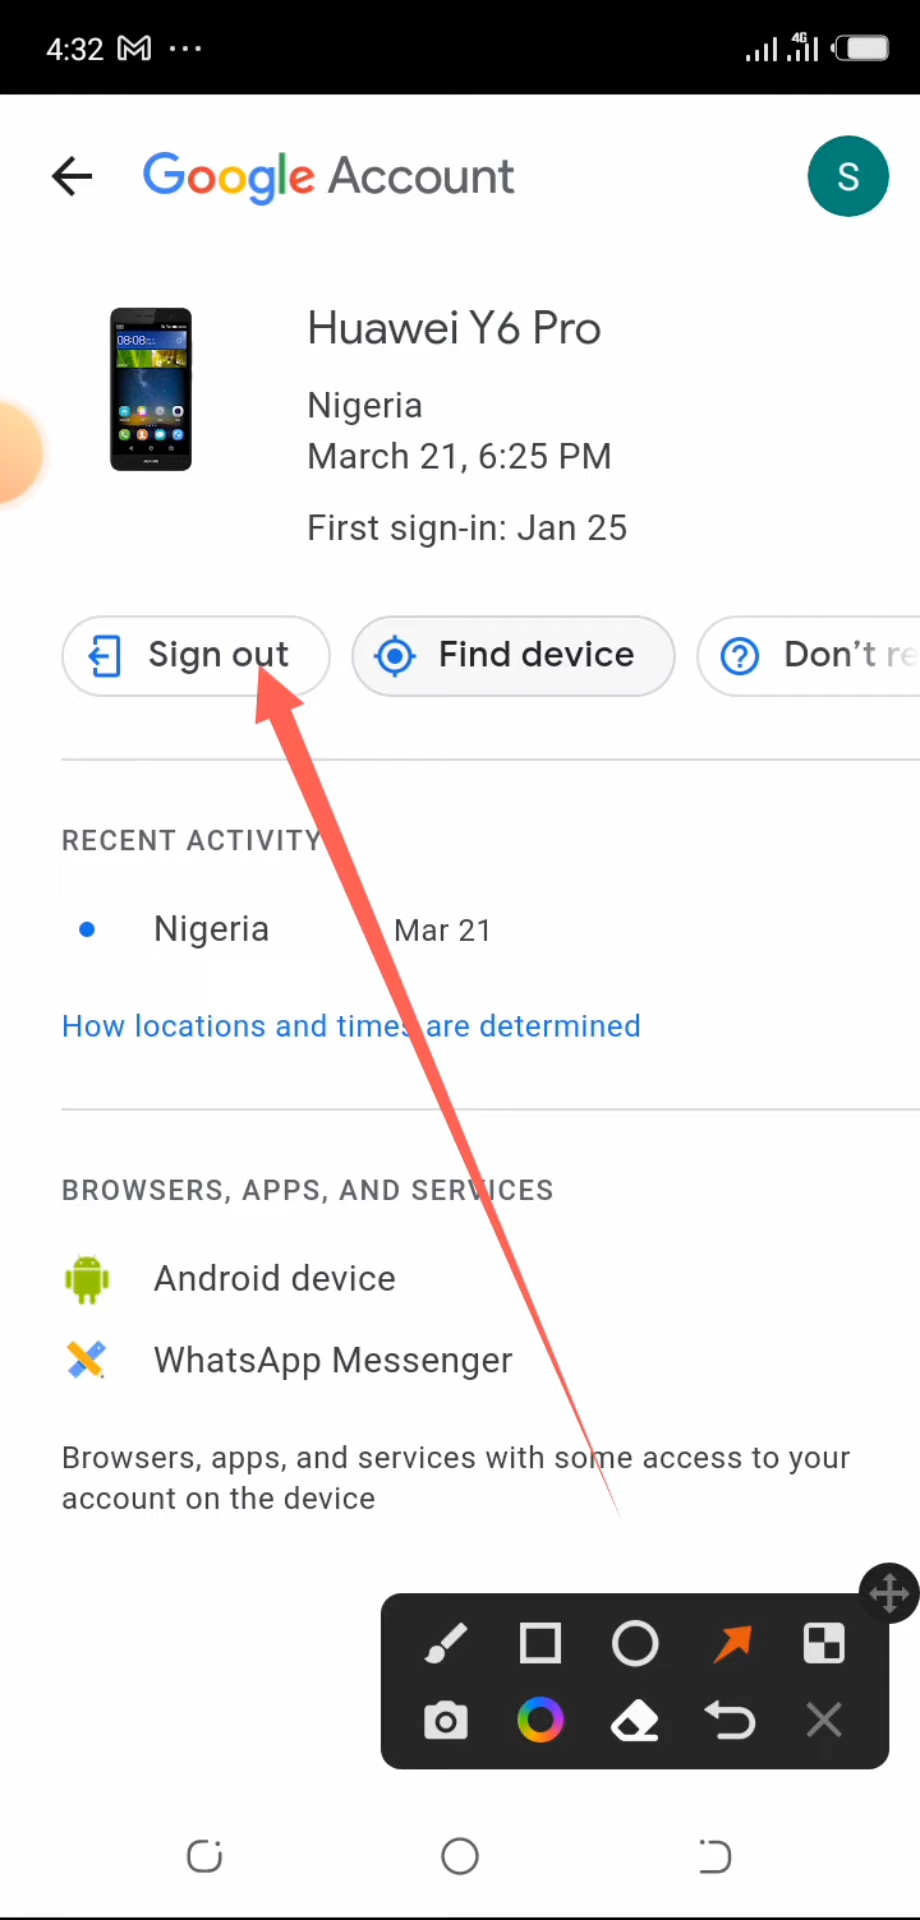 4:32
4G
Google Account
S
Huawei Y6 Pro
Nigeria
March 21, 6:25 PM
First sign-in: Jan 25
Sign out
Find device
Don't re
RECENT ACTIVITY
Nigeria
Mar 21
How locations and times are determined
BROWSERS, APPS, AND SERVICES
Android device
WhatsApp Messenger
Browsers, apps, and services with some access to your
account on the device